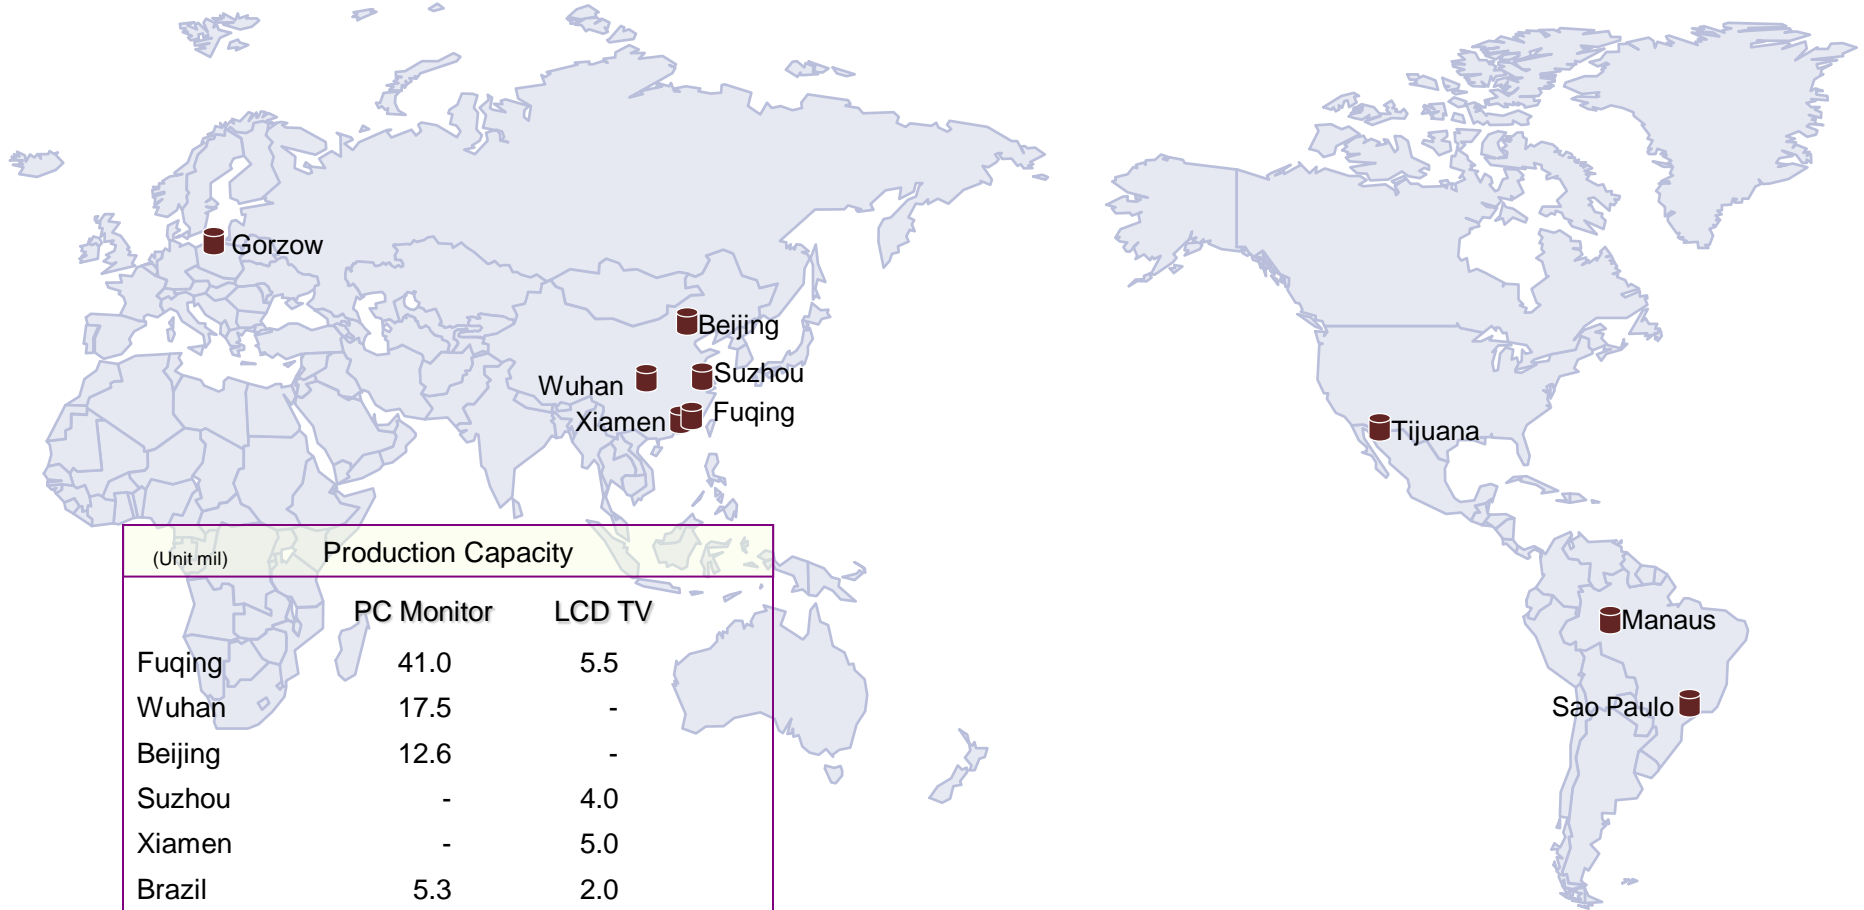 Gorzow
Beijing
Wuhan
Suzhou
Xiamen
Fuqing
Tijuana
Manaus
Sao Paulo
(Unit mil) Production Capacity
PC Monitor LCD TV
Fuqing 41.0 5.5
Wuhan 17.5 -
Beijing 12.6 -
Suzhou - 4.0
Xiamen - 5.0
Brazil 5.3 2.0